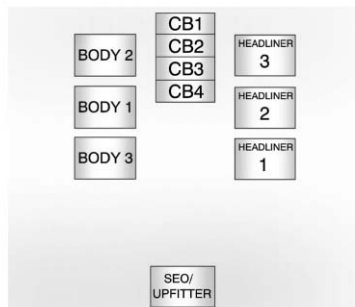 CB1
CB2
CB3
CB4
BODY 2
BODY 1
BODY 3
HEADLINER
3
HEADLINER
2
HEADLINER
1
SEO/
UPFITTER